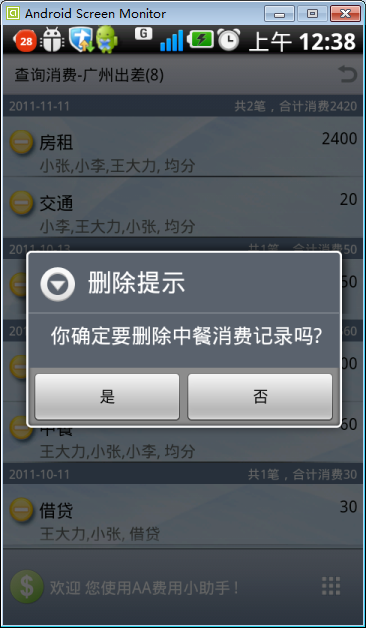 Android Screen Monitor
28
G
上午 12:38
查询消费-广州出差(8)
2011-11-11 共2笔，合计消费2420
房租 2400
小张,小李,王大力, 均分
交通 20
小李,王大力,小张, 均分
2011-10-13 共1笔，合计消费50
删除提示
你确定要删除中餐消费记录吗?
是 否
中餐 60
王大力,小张,小李, 均分
2011-10-11 共1笔，合计消费30
借贷 30
王大力,小张, 借贷
欢迎 您使用AA费用小助手！